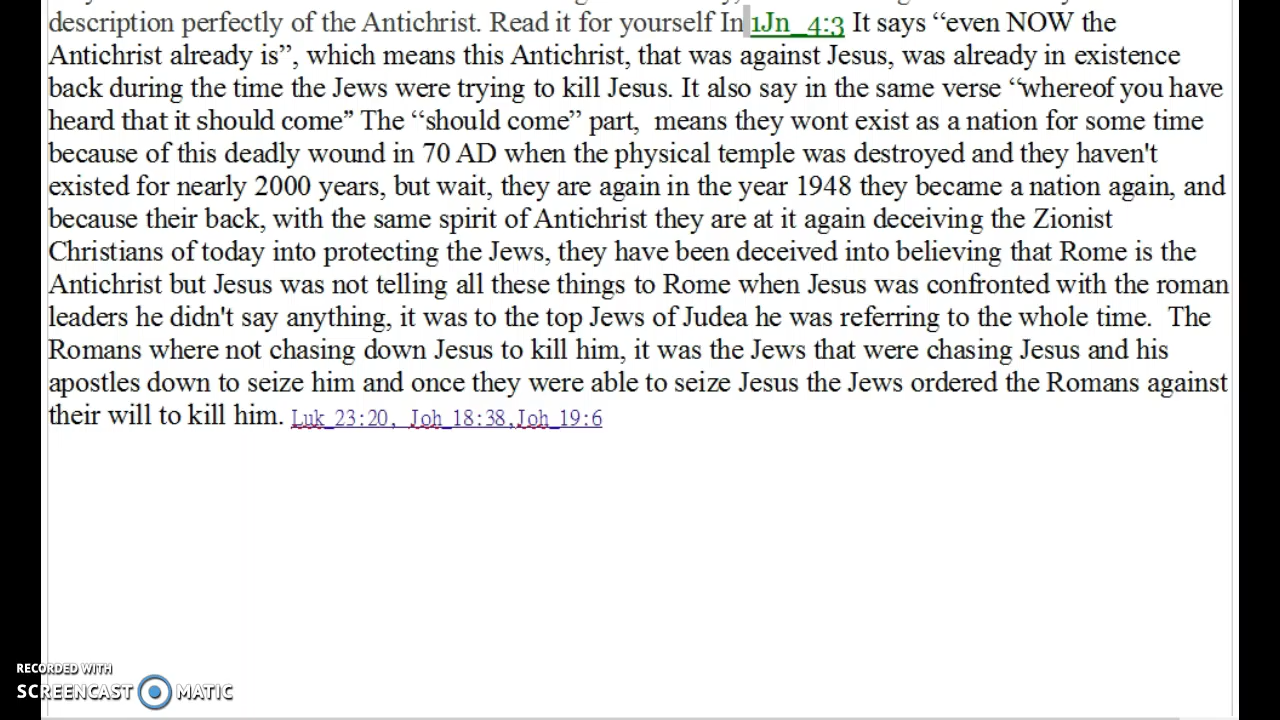 description perfectly of the Antichrist. Read it for yourself In 1Jn_4:3 It says “even NOW the
Antichrist already is”, which means this Antichrist, that was against Jesus, was already in existence
back during the time the Jews were trying to kill Jesus. It also say in the same verse “whereof you have
heard that it should come” The “should come” part,  means they wont exist as a nation for some time
because of this deadly wound in 70 AD when the physical temple was destroyed and they haven't
existed for nearly 2000 years, but wait, they are again in the year 1948 they became a nation again, and
because their back, with the same spirit of Antichrist they are at it again deceiving the Zionist
Christians of today into protecting the Jews, they have been deceived into believing that Rome is the
Antichrist but Jesus was not telling all these things to Rome when Jesus was confronted with the roman
leaders he didn't say anything, it was to the top Jews of Judea he was referring to the whole time.  The
Romans where not chasing down Jesus to kill him, it was the Jews that were chasing Jesus and his
apostles down to seize him and once they were able to seize Jesus the Jews ordered the Romans against
their will to kill him. Luk_23:20, Joh_18:38,Joh_19:6
RECORDED WITH
SCREENCAST MATIC